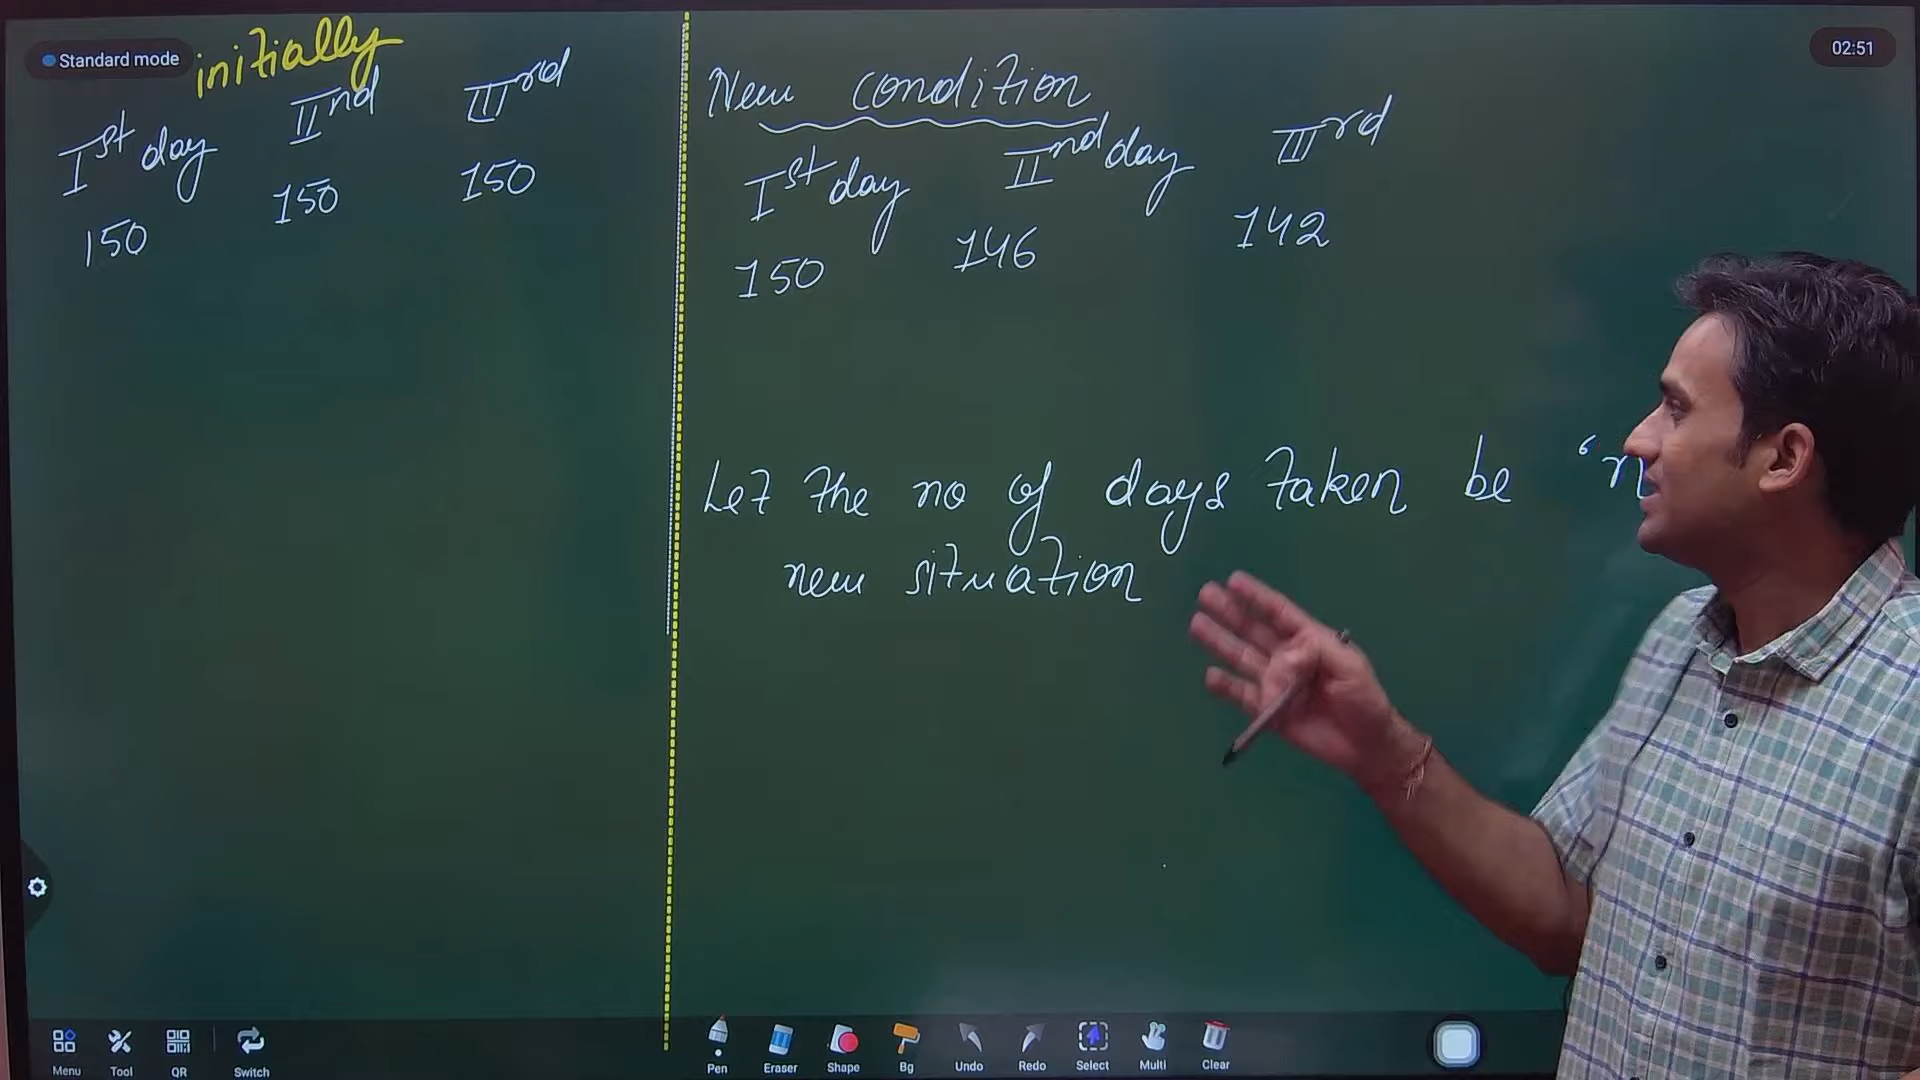 Standard mode
initially
Ist day IInd IIIrd
150 150 150
New condition
Ist day IInd day IIIrd
150 146 142
Let the no of days taken be 'n
new situation
02:51
Menu Tool QR Switch
Pen Eraser Shape Bg Undo Redo Select Multi Clear